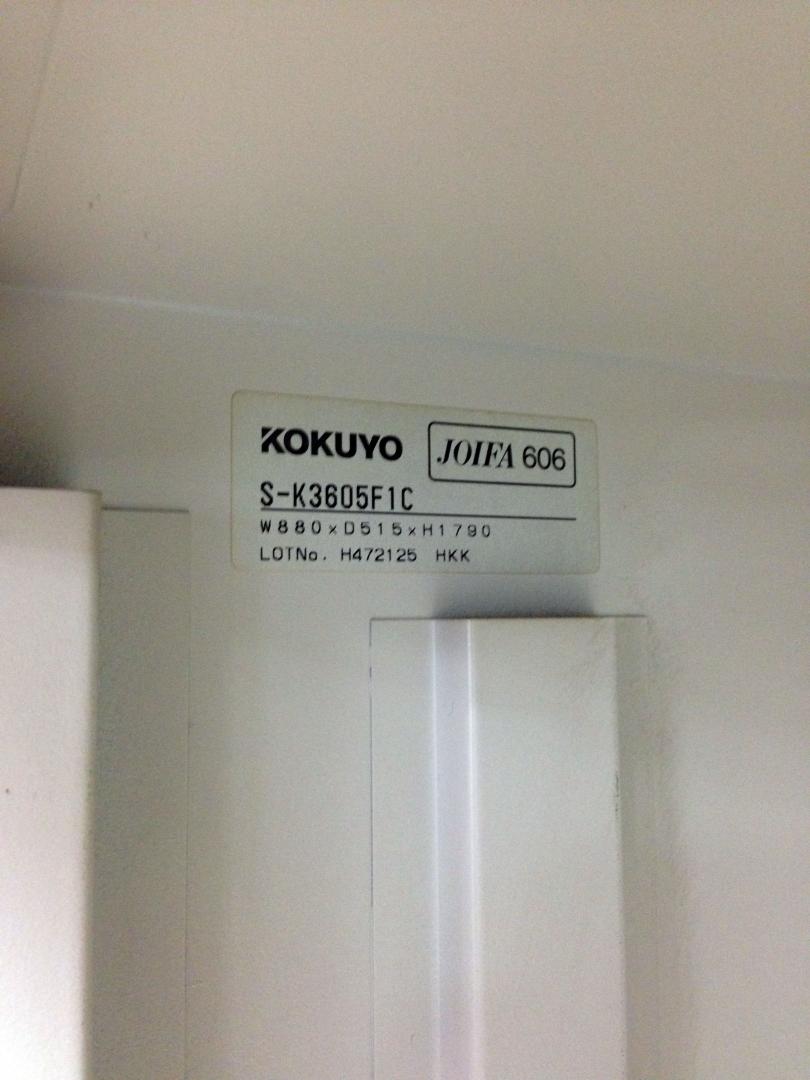 KOKUYO JOIFA 606
S-K3605F1C
W880×D515×H1790
LOTNo. H472125 HKK